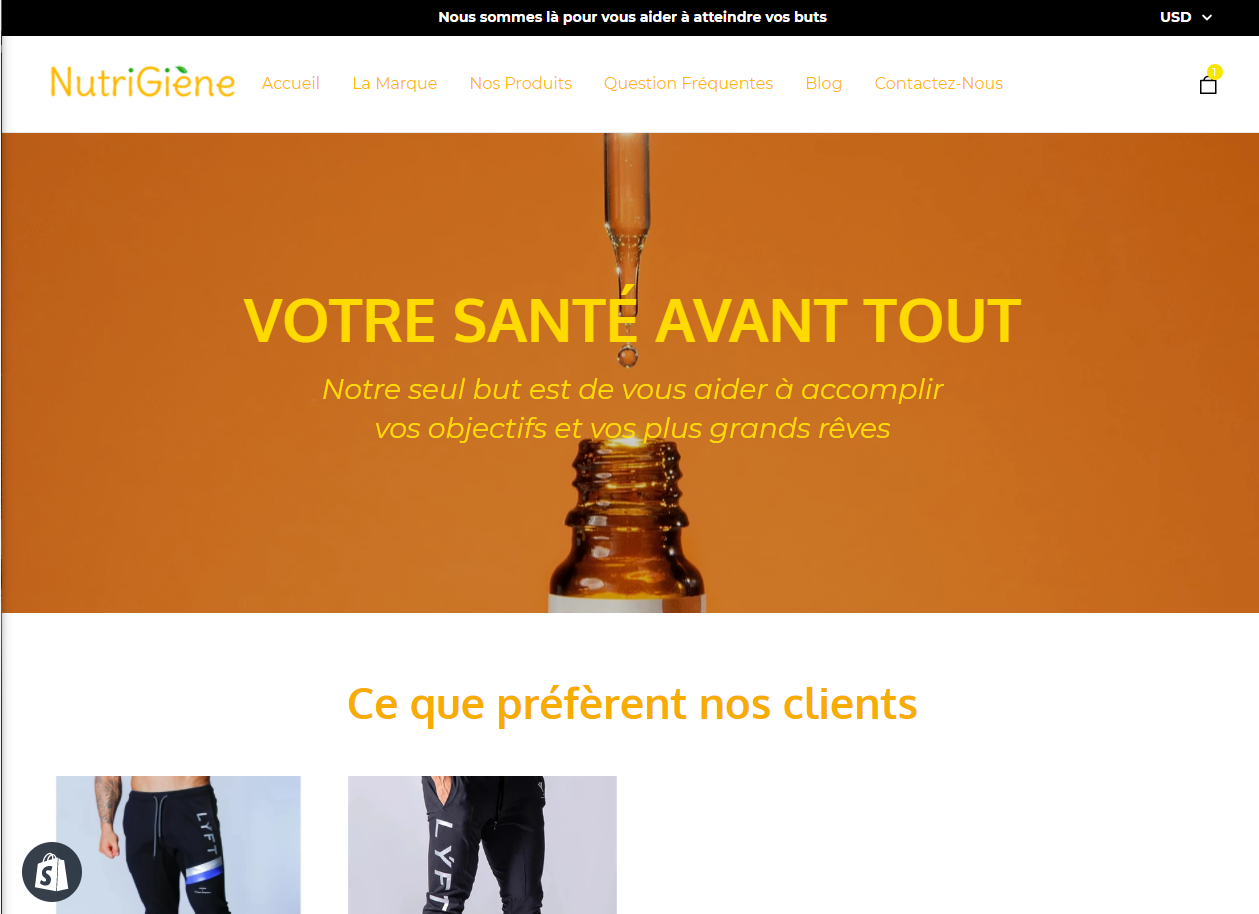 Nous sommes là pour vous aider à atteindre vos buts
USD
NutriGiène
Accueil
La Marque
Nos Produits
Question Fréquentes
Blog
Contactez-Nous
1
VOTRE SANTÉ AVANT TOUT
Notre seul but est de vous aider à accomplir
vos objectifs et vos plus grands rêves
Ce que préfèrent nos clients
LYFT
LYFT
S